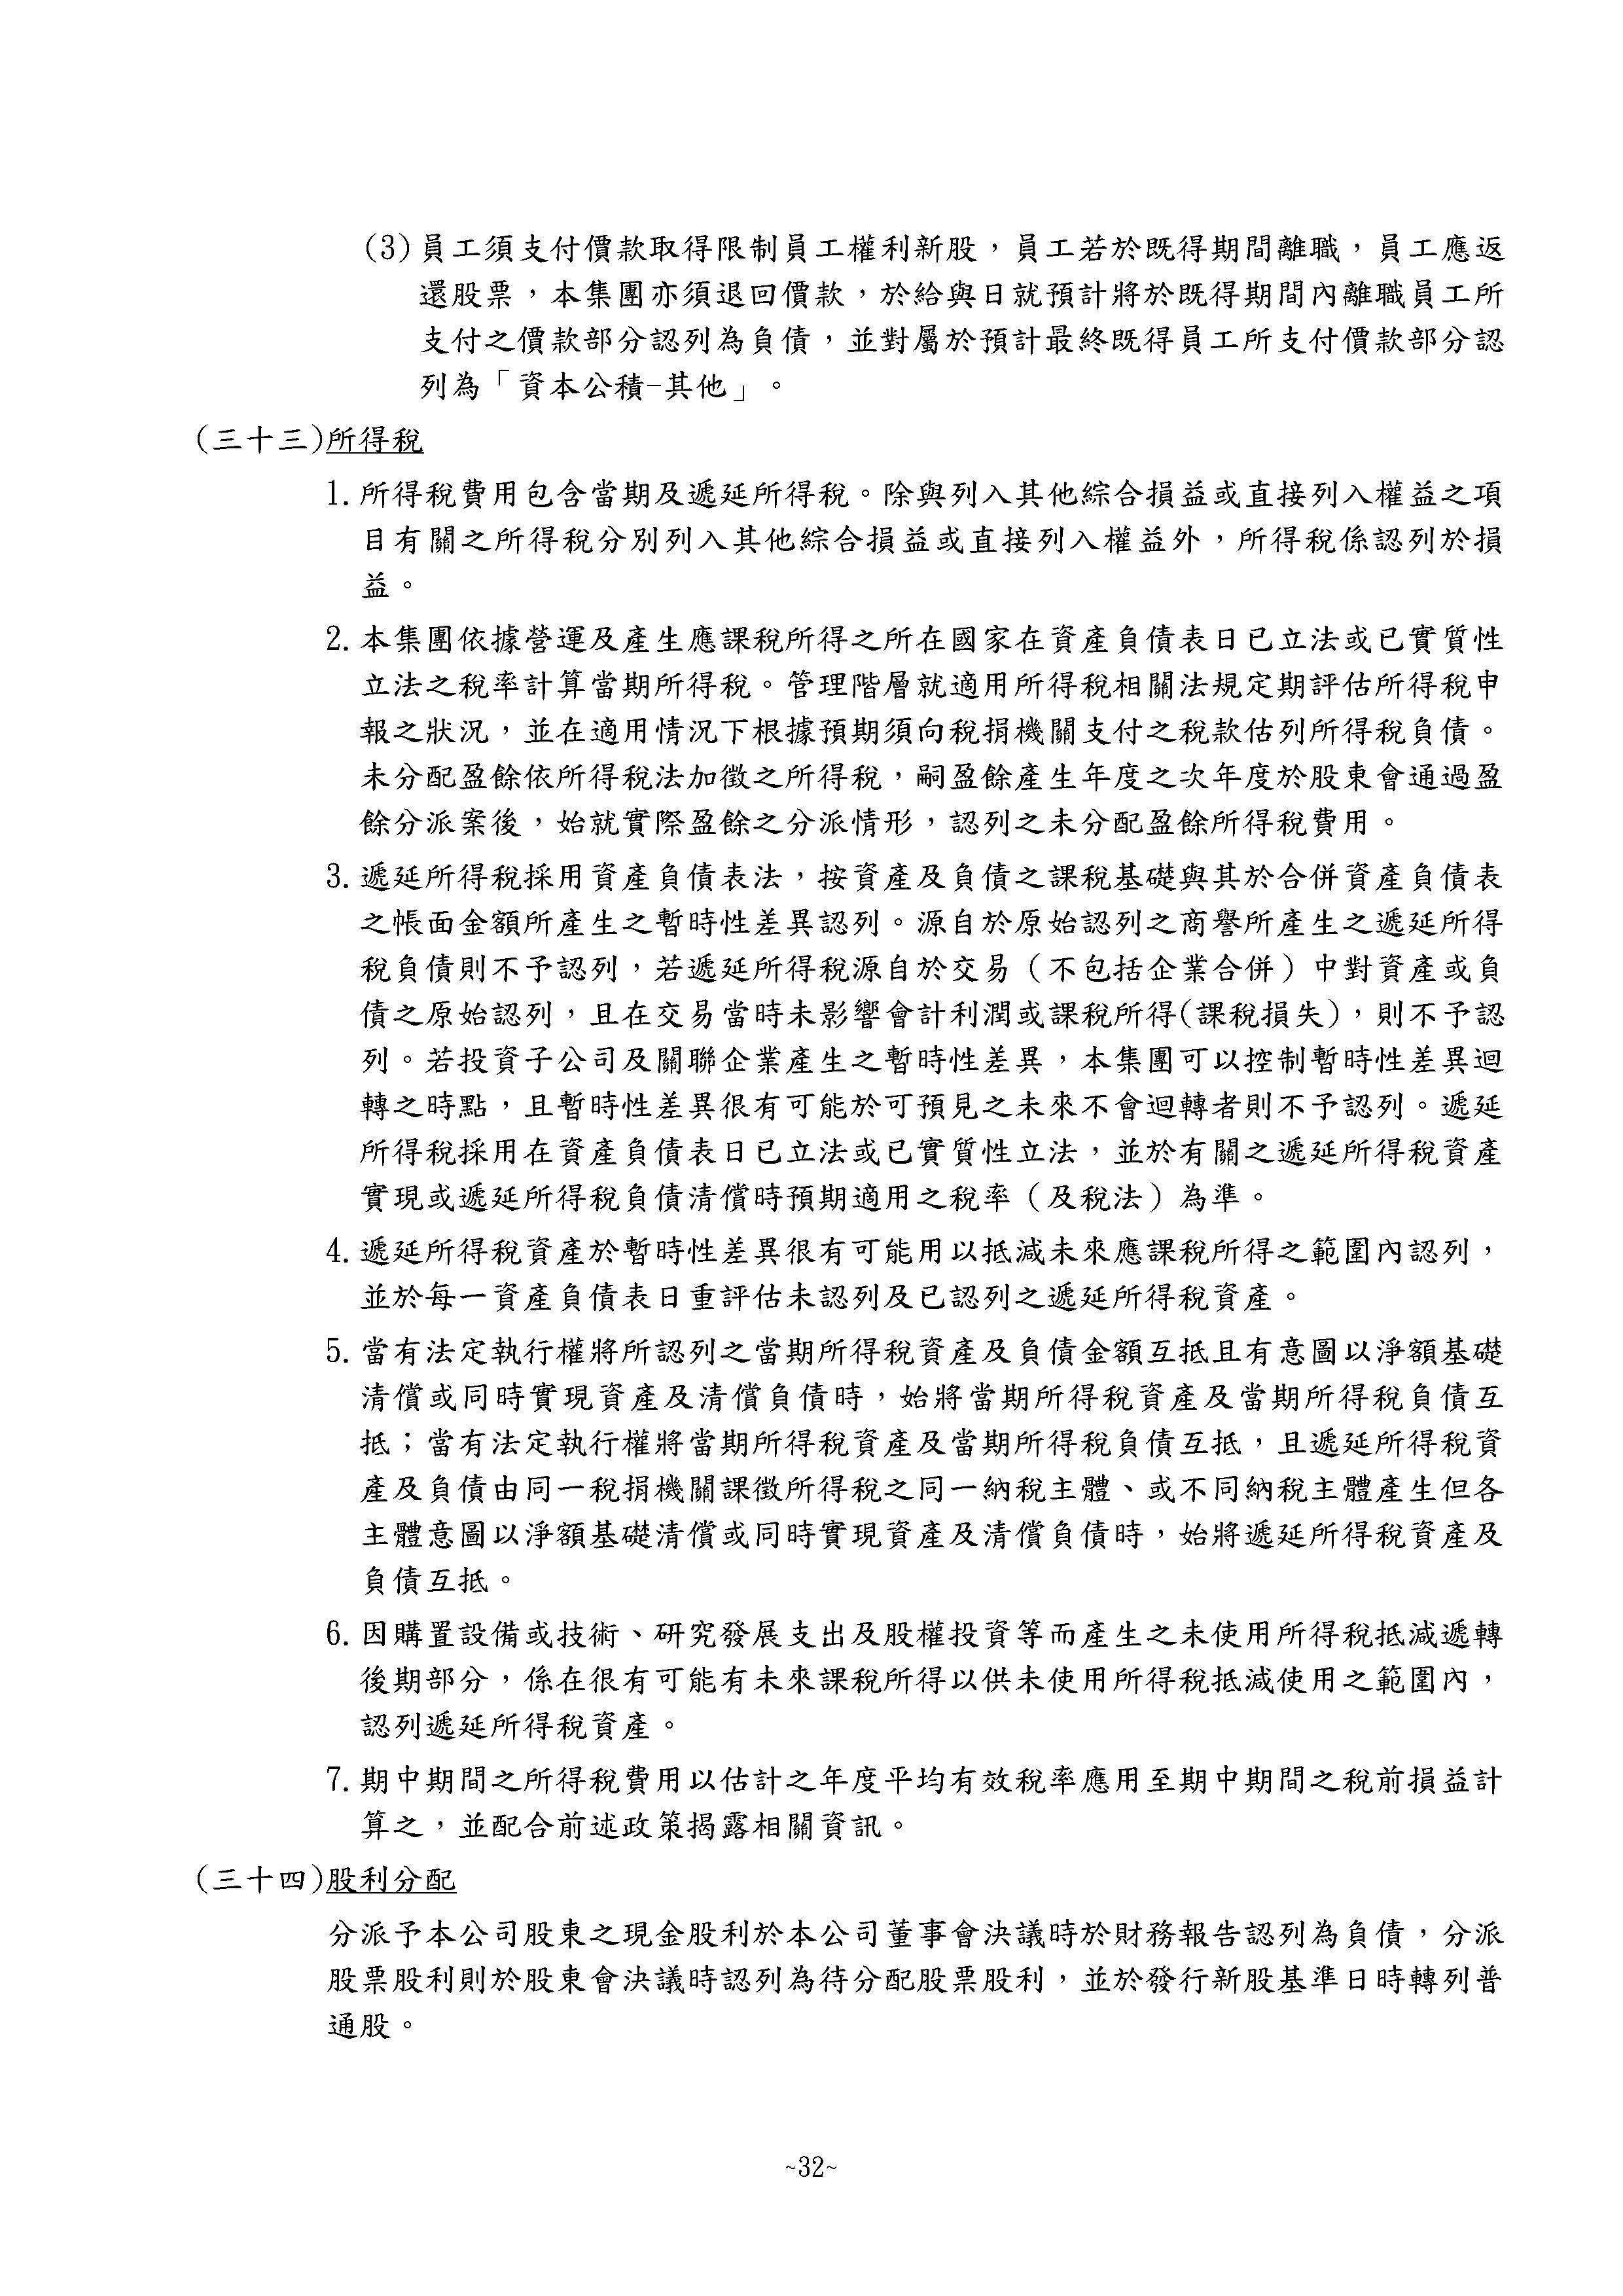 (3)員工須支付價款取得限制員工權利新股，員工若於既得期間離職，員工應返
還股票，本集團亦須退回價款，於給與日就預計將於既得期間內離職員工所
支付之價款部分認列為負債，並對屬於預計最終既得員工所支付價款部分認
列為「資本公積-其他」。
(三十三)所得稅
1.所得稅費用包含當期及遞延所得稅。除與列入其他綜合損益或直接列入權益之項
目有關之所得稅分別列入其他綜合損益或直接列入權益外，所得稅係認列於損
益。
2.本集團依據營運及產生應課稅所得之所在國家在資產負債表日已立法或已實質性
立法之稅率計算當期所得稅。管理階層就適用所得稅相關法規定期評估所得稅申
報之狀況，並在適用情況下根據預期須向稅捐機關支付之稅款估列所得稅負債。
未分配盈餘依所得稅法加徵之所得稅，嗣盈餘產生年度之次年度於股東會通過盈
餘分派案後，始就實際盈餘之分派情形，認列之未分配盈餘所得稅費用。
3.遞延所得稅採用資產負債表法，按資產及負債之課稅基礎與其於合併資產負債表
之帳面金額所產生之暫時性差異認列。源自於原始認列之商譽所產生之遞延所得
稅負債則不予認列，若遞延所得稅源自於交易（不包括企業合併）中對資產或負
債之原始認列，且在交易當時未影響會計利潤或課稅所得(課稅損失)，則不予認
列。若投資子公司及關聯企業產生之暫時性差異，本集團可以控制暫時性差異迴
轉之時點，且暫時性差異很有可能於可預見之未來不會迴轉者則不予認列。遞延
所得稅採用在資產負債表日已立法或已實質性立法，並於有關之遞延所得稅資產
實現或遞延所得稅負債清償時預期適用之稅率（及稅法）為準。
4.遞延所得稅資產於暫時性差異很有可能用以抵減未來應課稅所得之範圍內認列，
並於每一資產負債表日重評估未認列及已認列之遞延所得稅資產。
5.當有法定執行權將所認列之當期所得稅資產及負債金額互抵且有意圖以淨額基礎
清償或同時實現資產及清償負債時，始將當期所得稅資產及當期所得稅負債互
抵；當有法定執行權將當期所得稅資產及當期所得稅負債互抵，且遞延所得稅資
產及負債由同一稅捐機關課徵所得稅之同一納稅主體、或不同納稅主體產生但各
主體意圖以淨額基礎清償或同時實現資產及清償負債時，始將遞延所得稅資產及
負債互抵。
6.因購置設備或技術、研究發展支出及股權投資等而產生之未使用所得稅抵減遞轉
後期部分，係在很有可能有未來課稅所得以供未使用所得稅抵減使用之範圍內，
認列遞延所得稅資產。
7.期中期間之所得稅費用以估計之年度平均有效稅率應用至期中期間之稅前損益計
算之，並配合前述政策揭露相關資訊。
(三十四)股利分配
分派予本公司股東之現金股利於本公司董事會決議時於財務報告認列為負債，分派
股票股利則於股東會決議時認列為待分配股票股利，並於發行新股基準日時轉列普
通股。
~32~